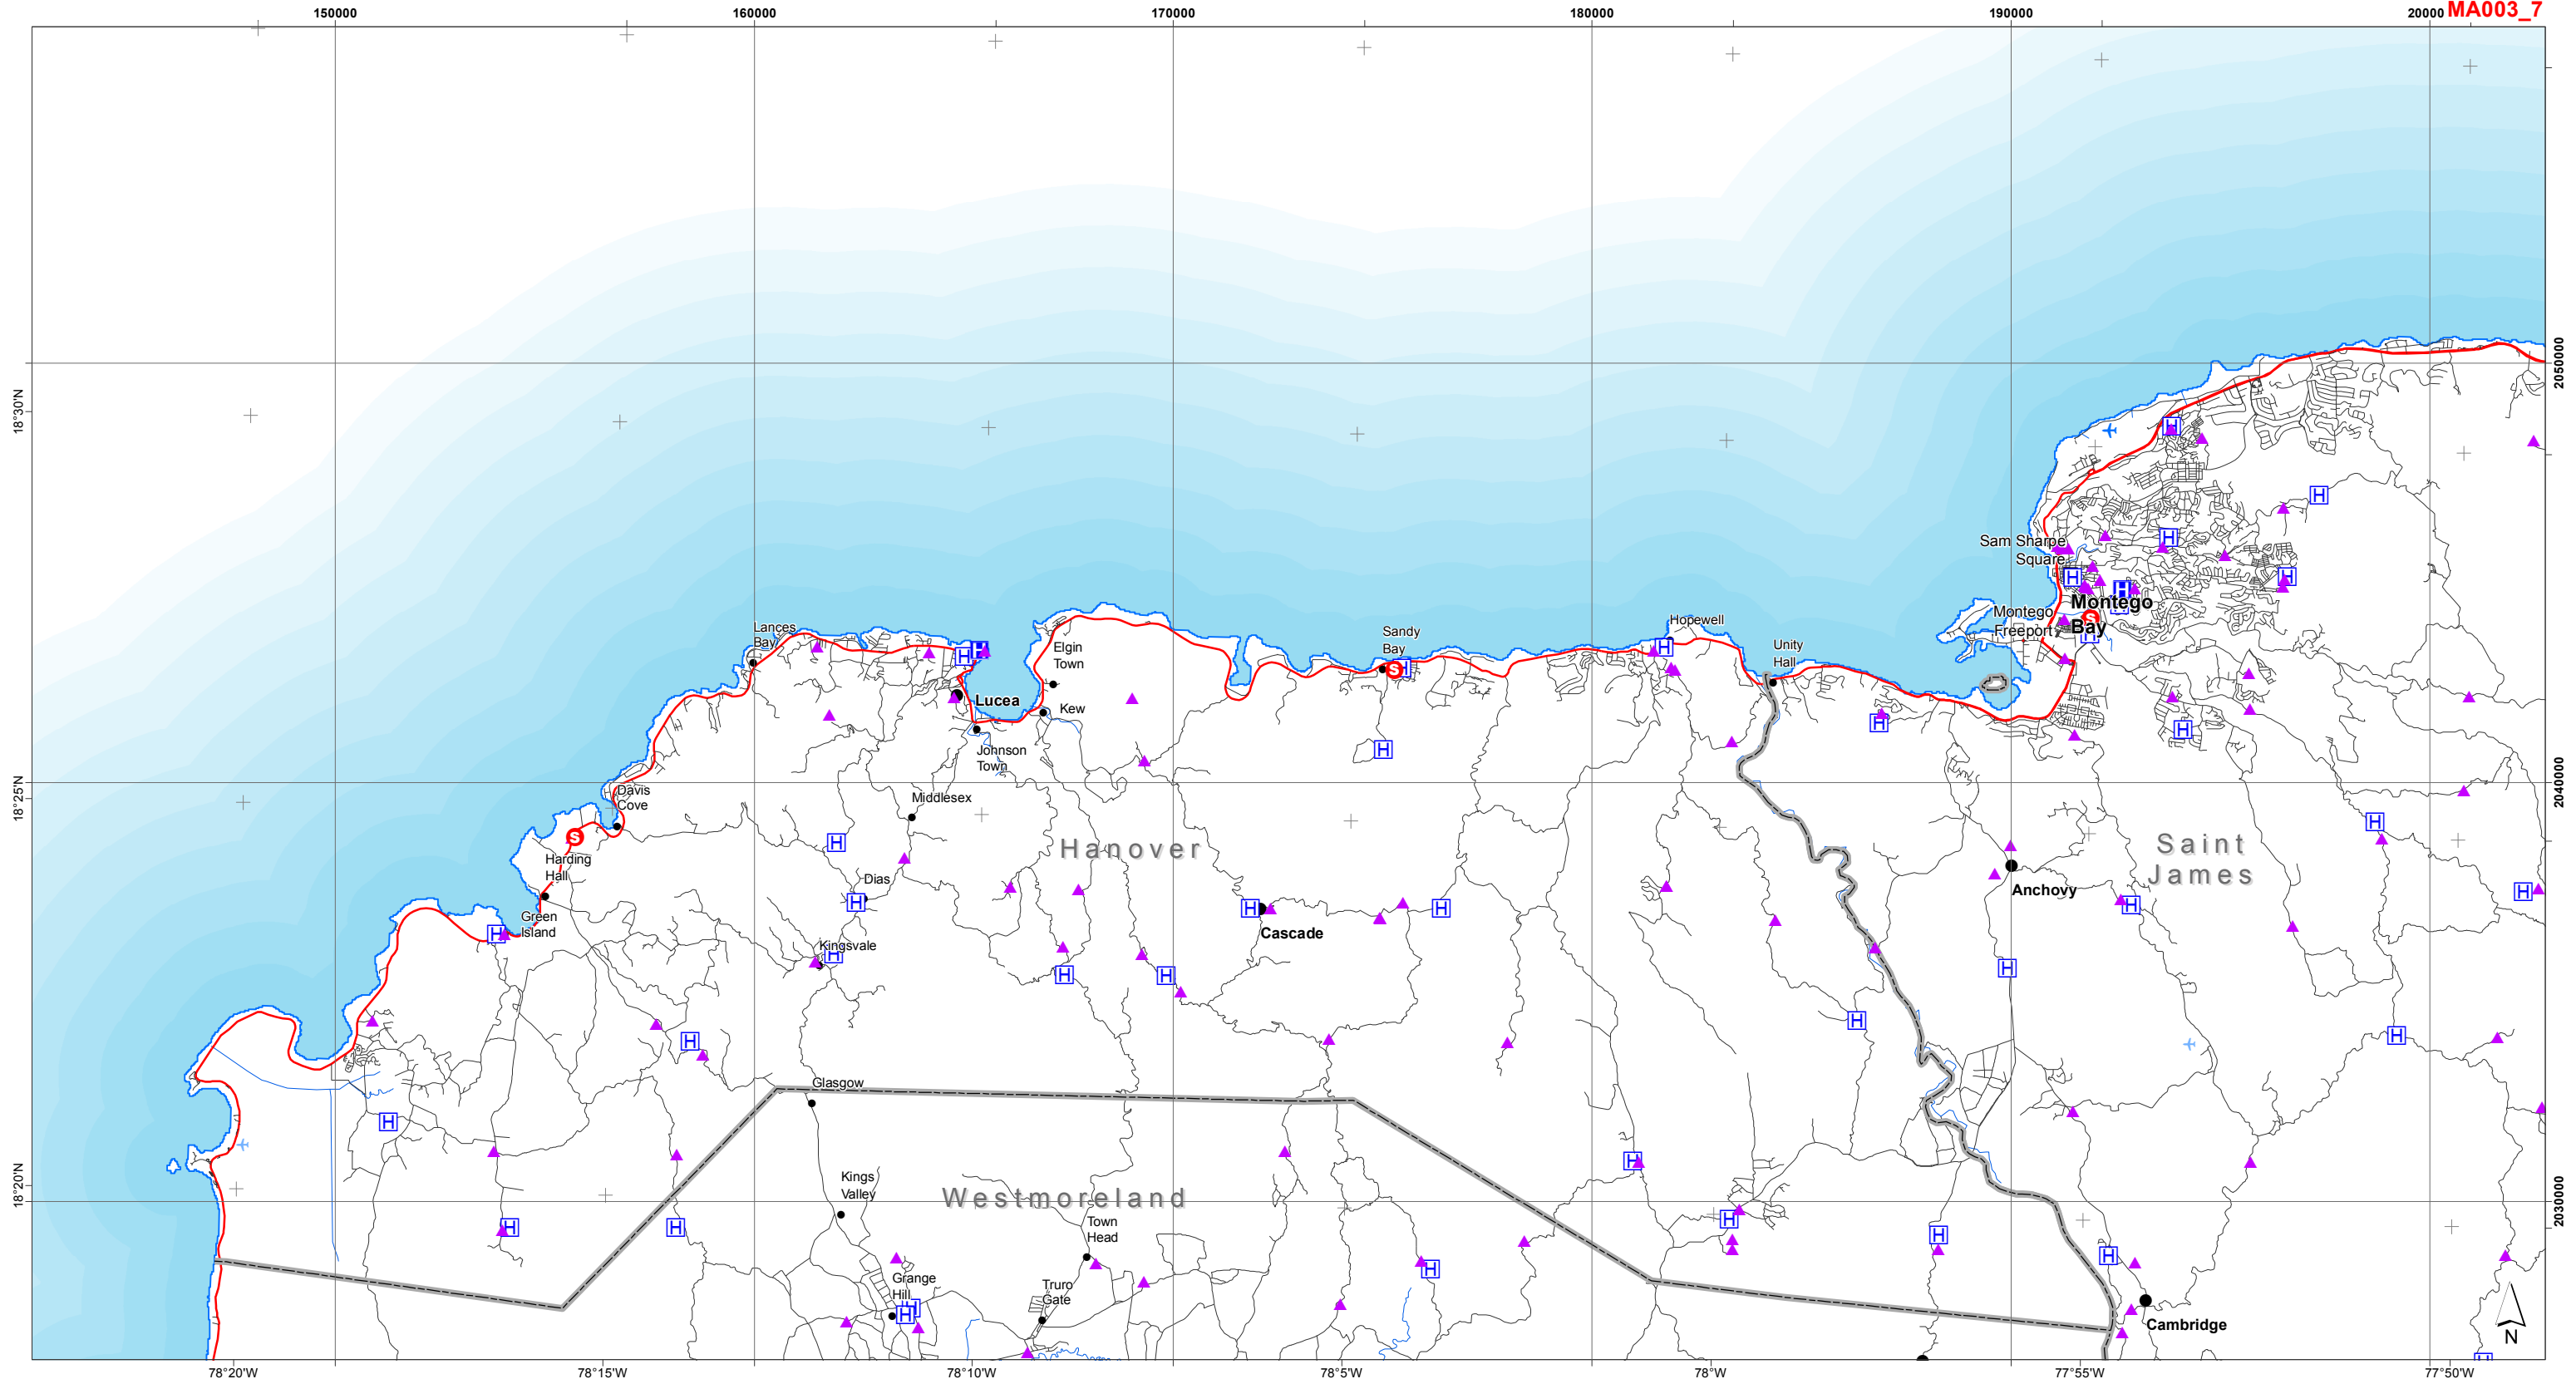 150000
160000
170000
180000
190000
20000
MA003_7
2050000
18°30'N
Sam Sharpe
Square
Montego
Bay
Montego
Freeport
Lances
Bay
Elgin
Town
Sandy
Bay
Hopewell
Unity
Hall
Lucea
Kew
Johnson
Town
2040000
18°25'N
Davis
Cove
Middlesex
Hanover
Saint
James
Harding
Hall
Dias
Anchovy
Green
Island
Cascade
Kingsvale
Glasgow
Kings
Valley
Westmoreland
18°20'N
2030000
Town
Head
Grange
Hill
Truro
Gate
Cambridge
N
78°20'W
78°15'W
78°10'W
78°5'W
78°W
77°55'W
77°50'W
H
S